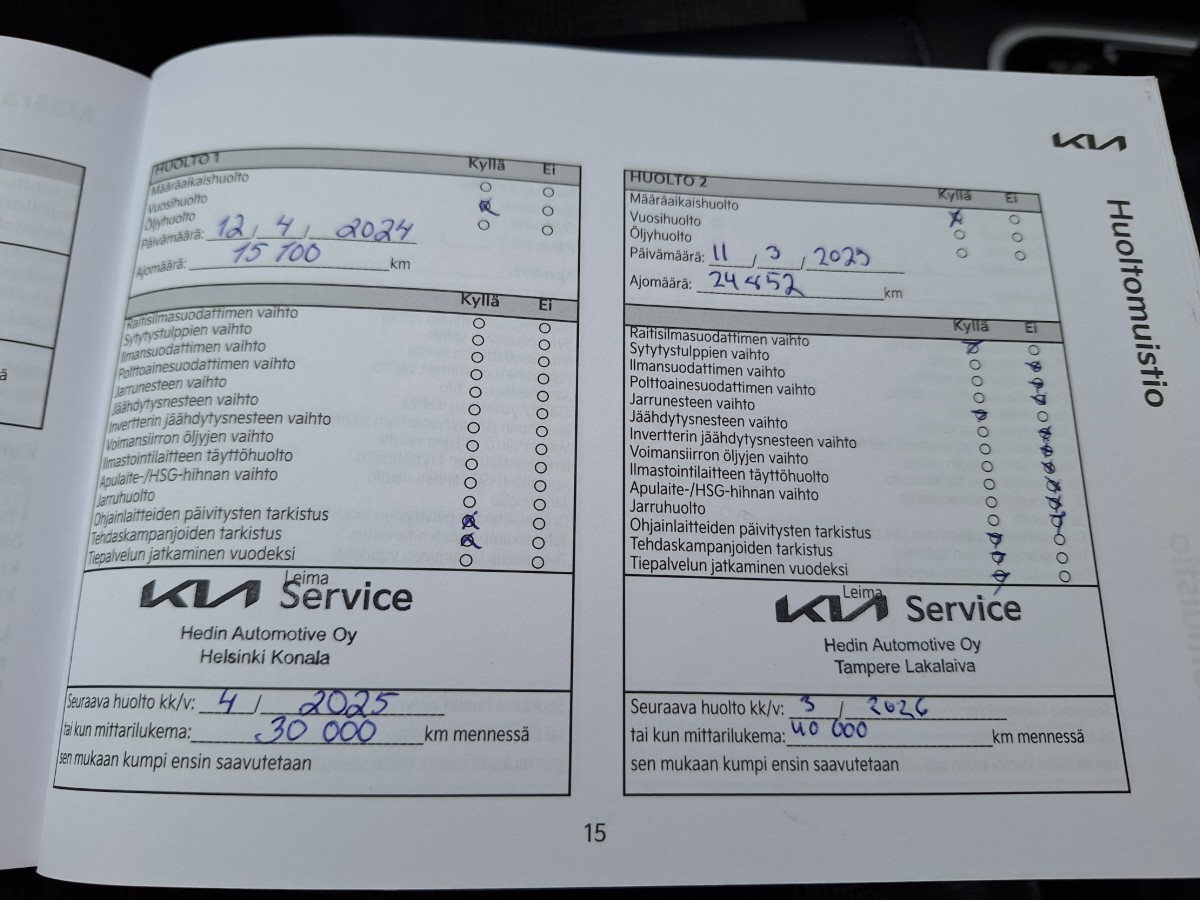 KIA
Huoltomuistio
HUOLTO 1 Kyllä Ei
Määräaikaishuolto
Vuosihuolto
Öljyhuolto
Päivämäärä: 12 / 4 / 2024
Ajomäärä: 15 100 km
Kyllä Ei
Raitisilmasuodattimen vaihto
Sytytystulppien vaihto
Ilmansuodattimen vaihto
Polttoainesuodattimen vaihto
Jarrunesteen vaihto
Jäähdytysnesteen vaihto
Invertterin jäähdytysnesteen vaihto
Voimansiirron öljyjen vaihto
Ilmastointilaitteen täyttöhuolto
Apulaite-/HSG-hihnan vaihto
Jarruhuolto
Ohjainlaitteiden päivitysten tarkistus
Tehdaskampanjoiden tarkistus
Tiepalvelun jatkaminen vuodeksi
Leima
KIA Service
Hedin Automotive Oy
Helsinki Konala
Seuraava huolto kk/v: 4 / 2025
tai kun mittarilukema: 30 000 km mennessä
sen mukaan kumpi ensin saavutetaan
HUOLTO 2 Kyllä Ei
Määräaikaishuolto
Vuosihuolto
Öljyhuolto
Päivämäärä: 11 / 3 / 2025
Ajomäärä: 24852 km
Kyllä Ei
Raitisilmasuodattimen vaihto
Sytytystulppien vaihto
Ilmansuodattimen vaihto
Polttoainesuodattimen vaihto
Jarrunesteen vaihto
Jäähdytysnesteen vaihto
Invertterin jäähdytysnesteen vaihto
Voimansiirron öljyjen vaihto
Ilmastointilaitteen täyttöhuolto
Apulaite-/HSG-hihnan vaihto
Jarruhuolto
Ohjainlaitteiden päivitysten tarkistus
Tehdaskampanjoiden tarkistus
Tiepalvelun jatkaminen vuodeksi
Leima
KIA Service
Hedin Automotive Oy
Tampere Lakalaiva
Seuraava huolto kk/v: 3 / 2026
tai kun mittarilukema: 40 000 km mennessä
sen mukaan kumpi ensin saavutetaan
15